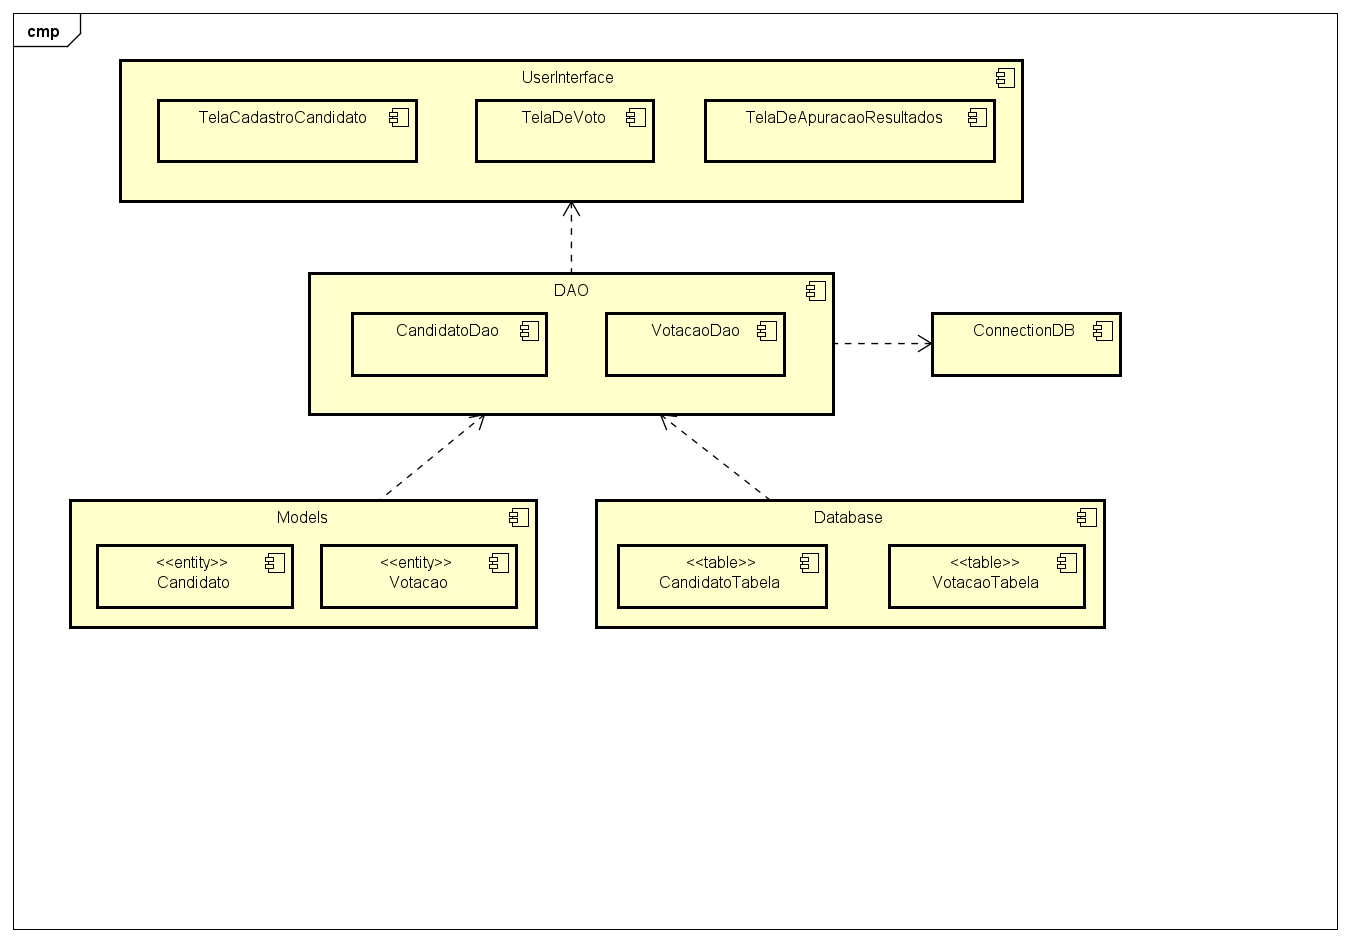 cmp
UserInterface
TelaCadastroCandidato
TelaDeVoto
TelaDeApuracaoResultados
DAO
CandidatoDao
VotacaoDao
ConnectionDB
Models
<<entity>>
Candidato
<<entity>>
Votacao
Database
<<table>>
CandidatoTabela
<<table>>
VotacaoTabela